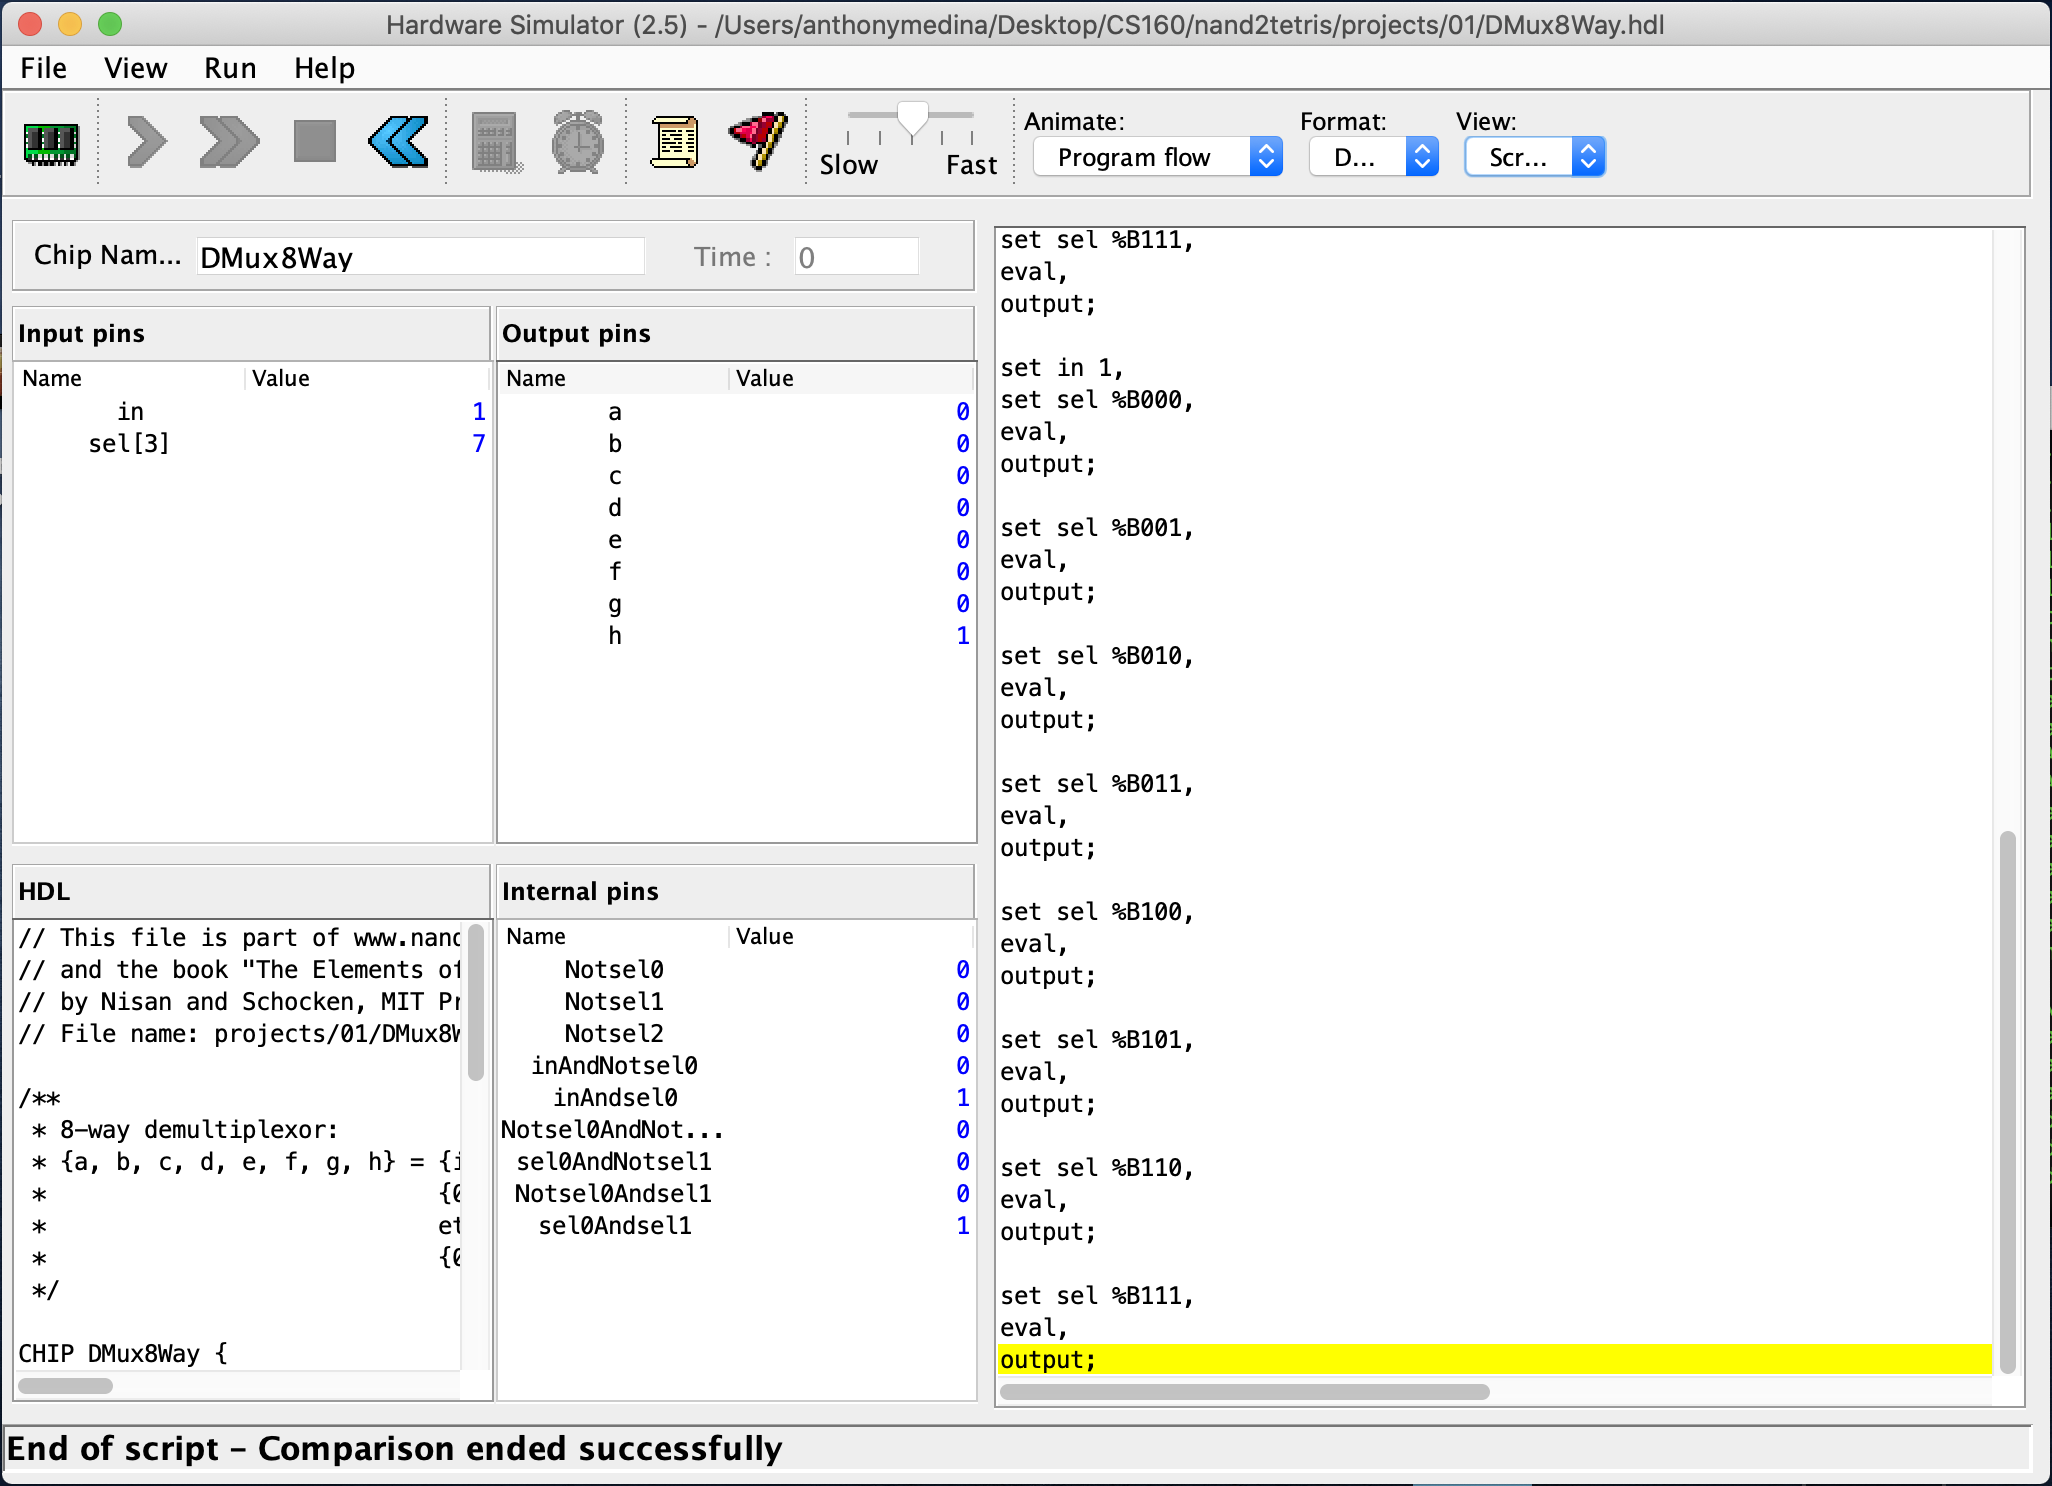 Hardware Simulator (2.5) - /Users/anthonymedina/Desktop/CS160/nand2tetris/projects/01/DMux8Way.hdl
File View Run Help
Animate: Format: View:
Slow Fast Program flow D... Scr...
Chip Nam... DMux8Way Time : 0
Input pins
Name Value
in 1
sel[3] 7
Output pins
Name Value
a 0
b 0
c 0
d 0
e 0
f 0
g 0
h 1
HDL
// This file is part of www.nand
// and the book "The Elements of
// by Nisan and Schocken, MIT Pr
// File name: projects/01/DMux8W
/**
* 8-way demultiplexor:
* {a, b, c, d, e, f, g, h} = {i
* {0
* et
* {0
*/
CHIP DMux8Way {
Internal pins
Name Value
Notsel0 0
Notsel1 0
Notsel2 0
inAndNotsel0 0
inAndsel0 1
Notsel0AndNot... 0
sel0AndNotsel1 0
Notsel0Andsel1 0
sel0Andsel1 1
set sel %B111,
eval,
output;
set in 1,
set sel %B000,
eval,
output;
set sel %B001,
eval,
output;
set sel %B010,
eval,
output;
set sel %B011,
eval,
output;
set sel %B100,
eval,
output;
set sel %B101,
eval,
output;
set sel %B110,
eval,
output;
set sel %B111,
eval,
output;
End of script - Comparison ended successfully